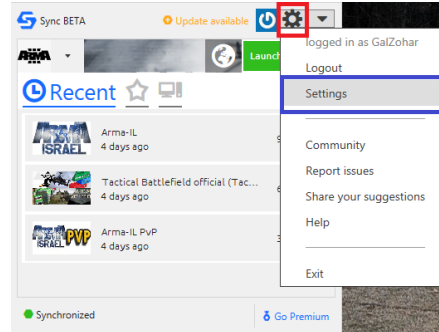 Sync BETA
Update available
logged in as GalZohar
ARMA
Launch
Logout
Recent
Settings
Arma-IL
4 days ago
ARMA
ISRAEL
Tactical Battlefield official (Tac...
4 days ago
Arma-IL PvP
4 days ago
ISRAEL PVP
Community
Report issues
Share your suggestions
Help
Exit
Synchronized
Go Premium